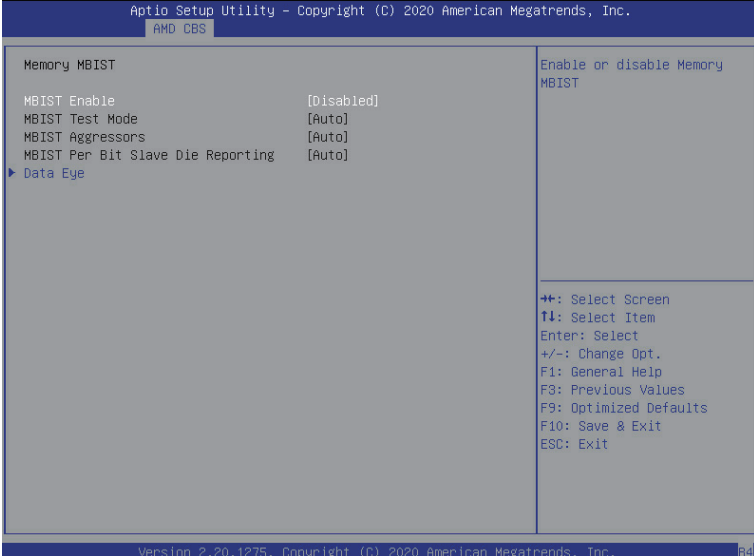 Aptio Setup Utility – Copyright (C) 2020 American Megatrends, Inc.
AMD CBS
Memory MBIST
MBIST Enable [Disabled]
MBIST Test Mode [Auto]
MBIST Aggressors [Auto]
MBIST Per Bit Slave Die Reporting [Auto]
Data Eye
Enable or disable Memory
MBIST
→←: Select Screen
↑↓: Select Item
Enter: Select
+/-: Change Opt.
F1: General Help
F3: Previous Values
F9: Optimized Defaults
F10: Save & Exit
ESC: Exit
Version 2.20.1275. Copyright (C) 2020 American Megatrends, Inc.